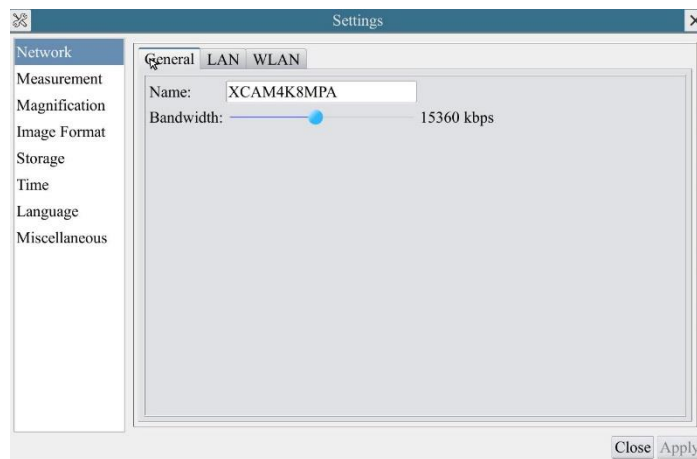 Settings
Network
Measurement
Magnification
Image Format
Storage
Time
Language
Miscellaneous
General LAN WLAN
Name: XCAM4K8MPA
Bandwidth: 15360 kbps
Close Apply